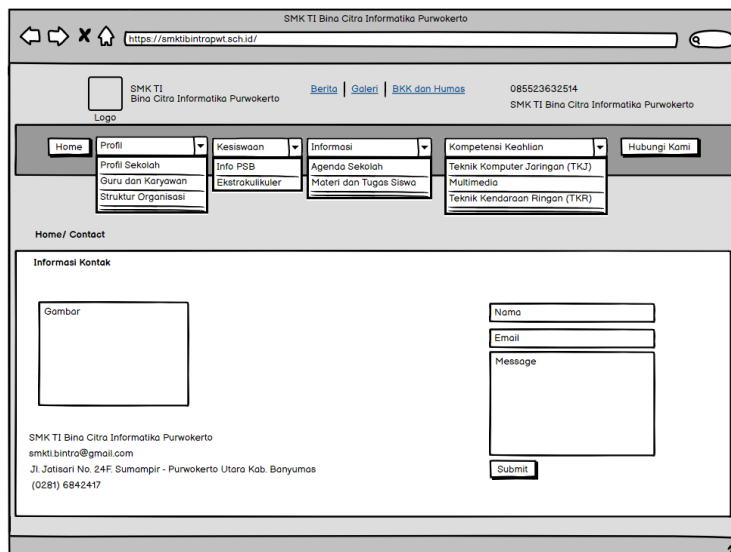 SMK TI Bina Citra Informatika Purwokerto
https://smktibintrapwt.sch.id/
Logo
SMK TI
Bina Citra Informatika Purwokerto
Berita
Galeri
BKK dan Humas
085523632514
SMK TI Bina Citra Informatika Purwokerto
Home
Profil
Profil Sekolah
Guru dan Karyawan
Struktur Organisasi
Kesiswaan
Info PSB
Ekstrakulikuler
Informasi
Agenda Sekolah
Materi dan Tugas Siswa
Kompetensi Keahlian
Teknik Komputer Jaringan (TKJ)
Multimedia
Teknik Kendaraan Ringan (TKR)
Hubungi Kami
Home/ Contact
Informasi Kontak
Gambar
SMK TI Bina Citra Informatika Purwokerto
smkti.bintra@gmail.com
Jl. Jatisari No. 24F. Sumampir - Purwokerto Utara Kab. Banyumas
(0281) 6842417
Nama
Email
Message
Submit